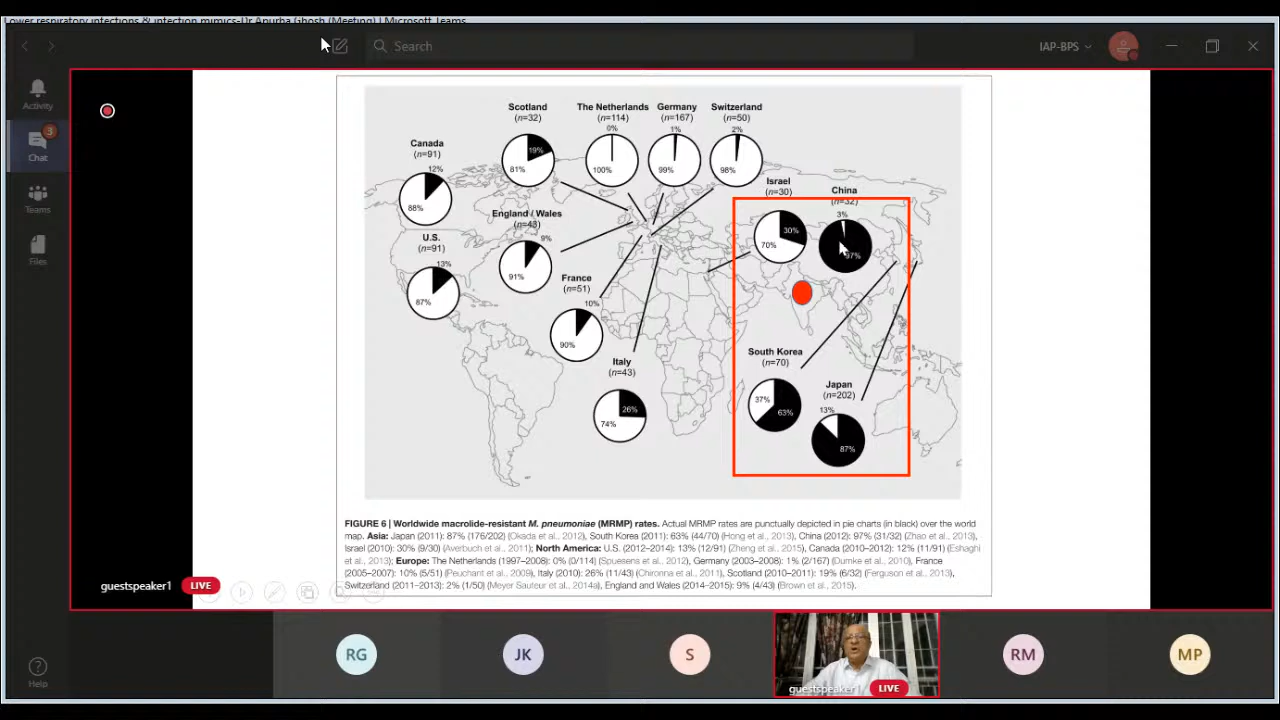 Lower respiratory infections & infection mimics-Dr Apurba Ghosh (Meeting) | Microsoft Teams
Search
IAP-BPS
Activity
3
Chat
Teams
Files
Help
Scotland
(n=32)
19%
81%
The Netherlands
(n=114)
0%
100%
Germany
(n=167)
1%
99%
Switzerland
(n=50)
2%
98%
Canada
(n=91)
12%
88%
Israel
(n=30)
30%
70%
China
(n=32)
3%
97%
England / Wales
(n=43)
9%
91%
U.S.
(n=91)
13%
87%
France
(n=51)
10%
90%
Italy
(n=43)
26%
74%
South Korea
(n=70)
37%
63%
Japan
(n=202)
13%
87%
FIGURE 6 | Worldwide macrolide-resistant M. pneumoniae (MRMP) rates. Actual MRMP rates are punctually depicted in pie charts (in black) over the world
map. Asia: Japan (2011): 87% (176/202) (Okada et al., 2012), South Korea (2011): 63% (44/70) (Hong et al., 2013), China (2012): 97% (31/32) (Zhao et al., 2013),
Israel (2010): 30% (9/30) (Averbuch et al., 2011); North America: U.S. (2012–2014): 13% (12/91) (Zheng et al., 2015), Canada (2010–2012): 12% (11/91) (Eshaghi
et al., 2013); Europe: The Netherlands (1997–2008): 0% (0/114) (Spuesens et al., 2012), Germany (2003–2008): 1% (2/167) (Dumke et al., 2010), France
(2005–2007): 10% (5/51) (Peuchant et al., 2009), Italy (2010): 26% (11/43) (Chironna et al., 2011), Scotland (2010–2011): 19% (6/32) (Ferguson et al., 2013),
Switzerland (2011–2013): 2% (1/50) (Meyer Sauteur et al., 2014a), England and Wales (2014–2015): 9% (4/43) (Brown et al., 2015).
guestspeaker1 LIVE
RG
JK
S
guestspeaker1 LIVE
RM
MP